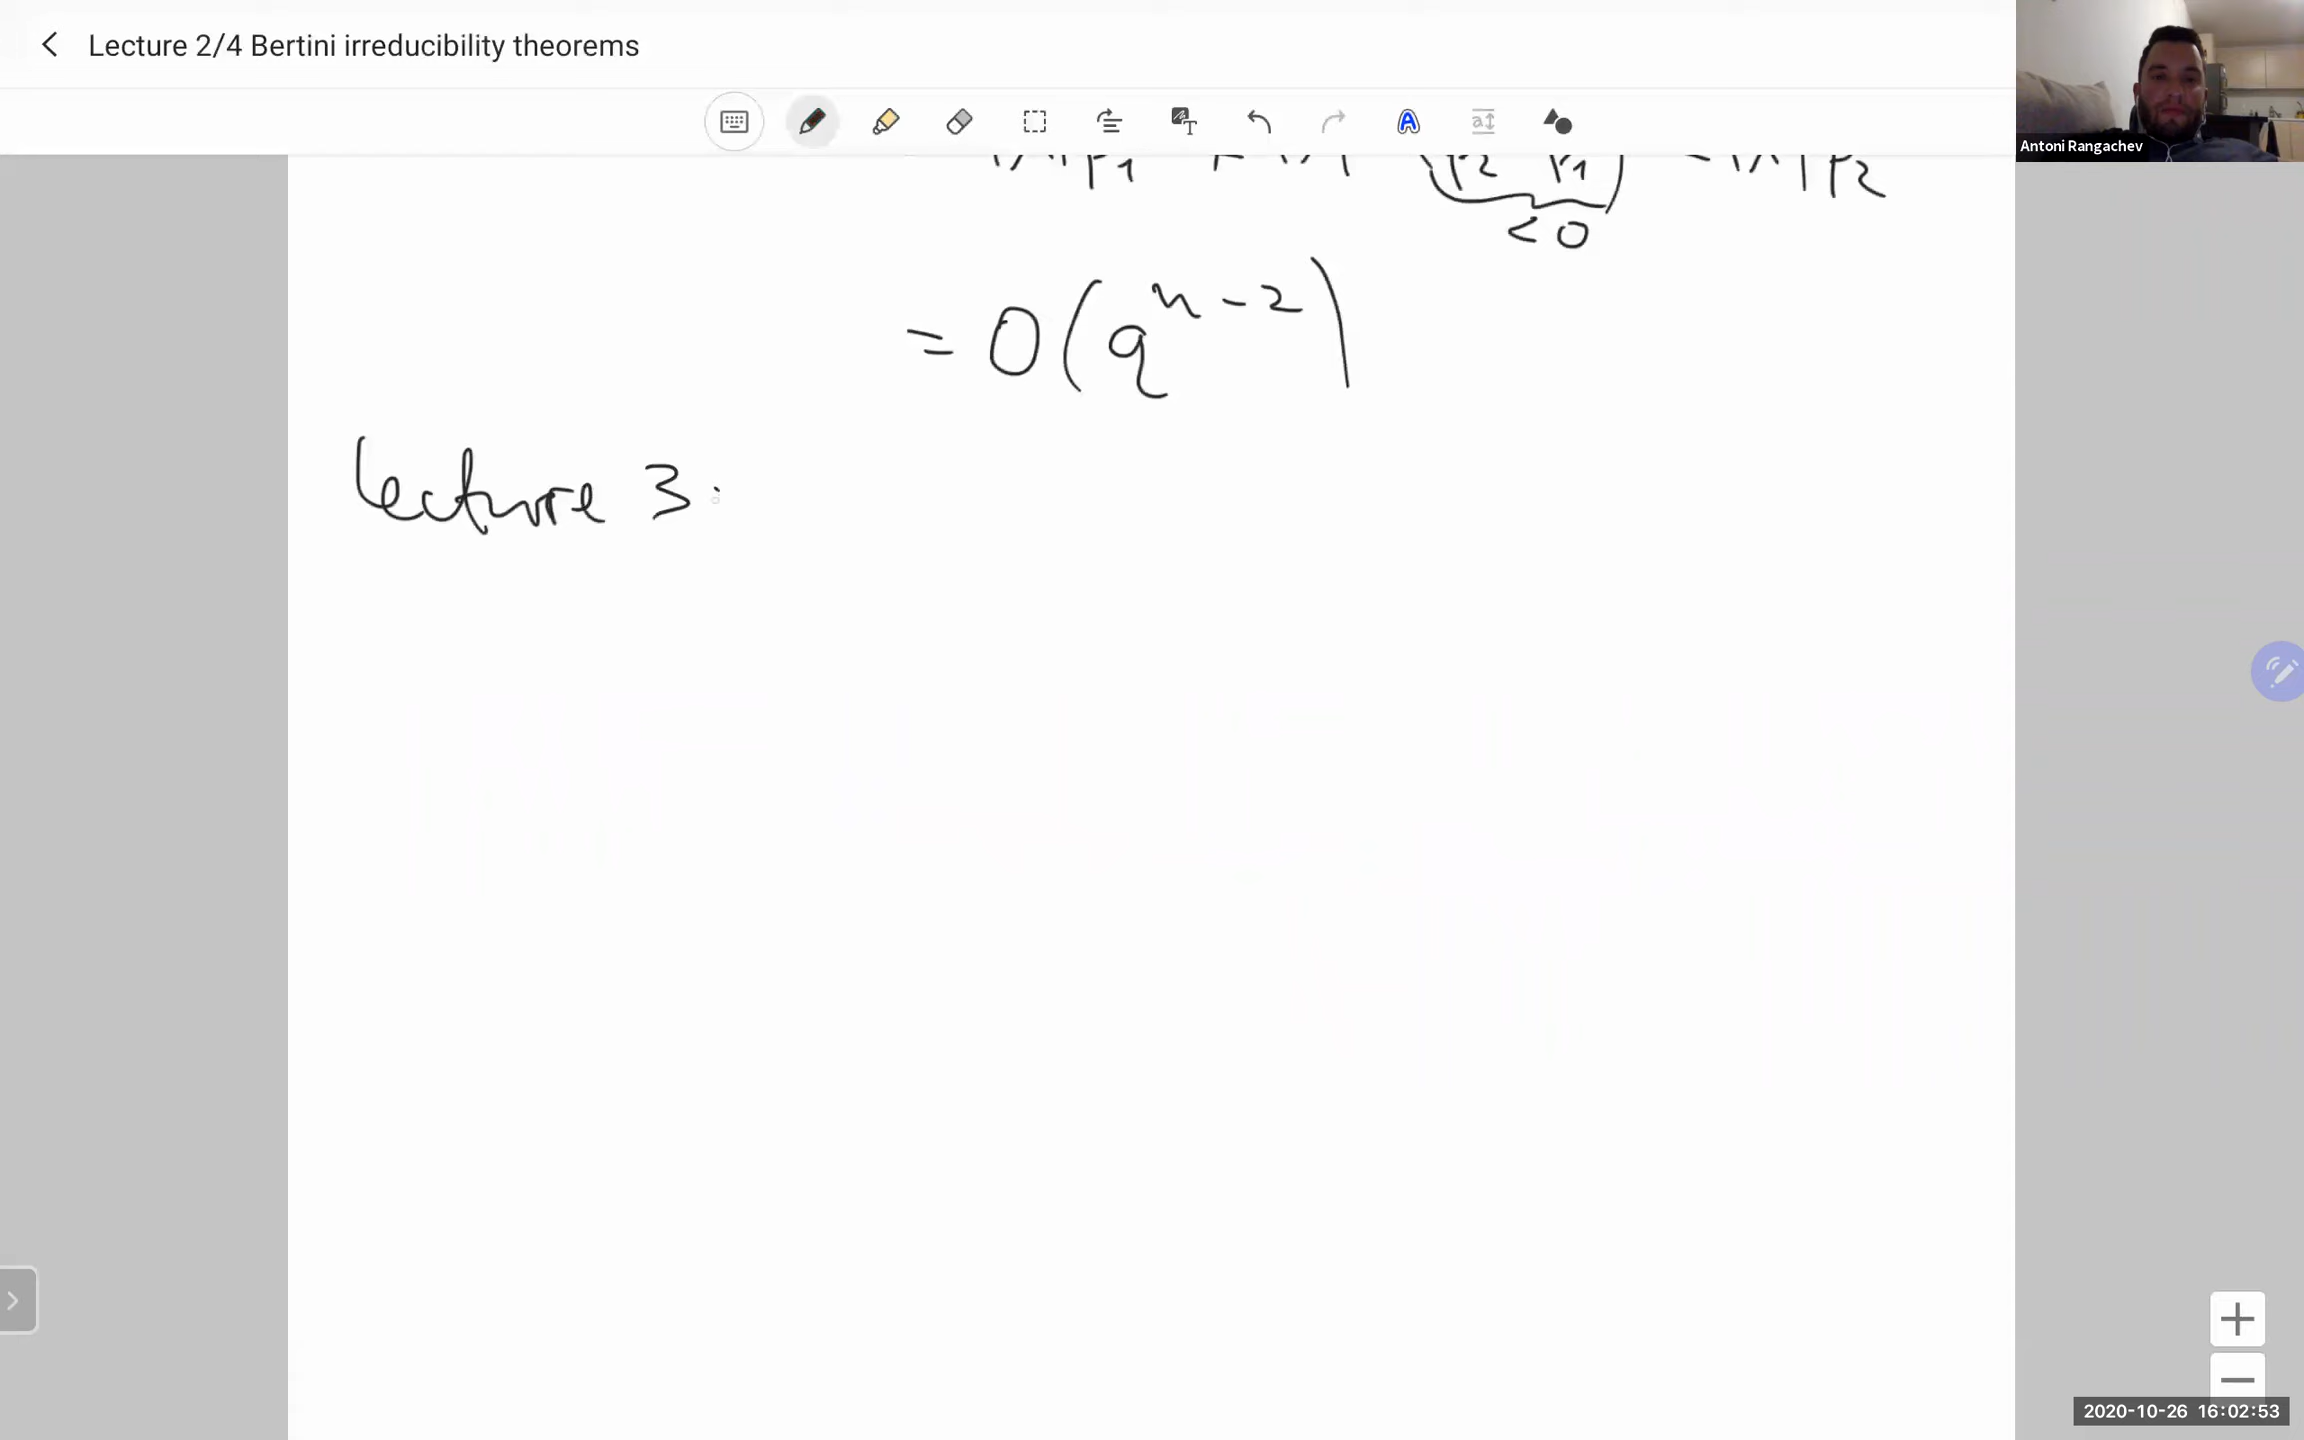 Lecture 2/4 Bertini irreducibility theorems
Antoni Rangachev
< 0
= O(q^{n-2})
Lecture 3:
2020-10-26 16:02:53